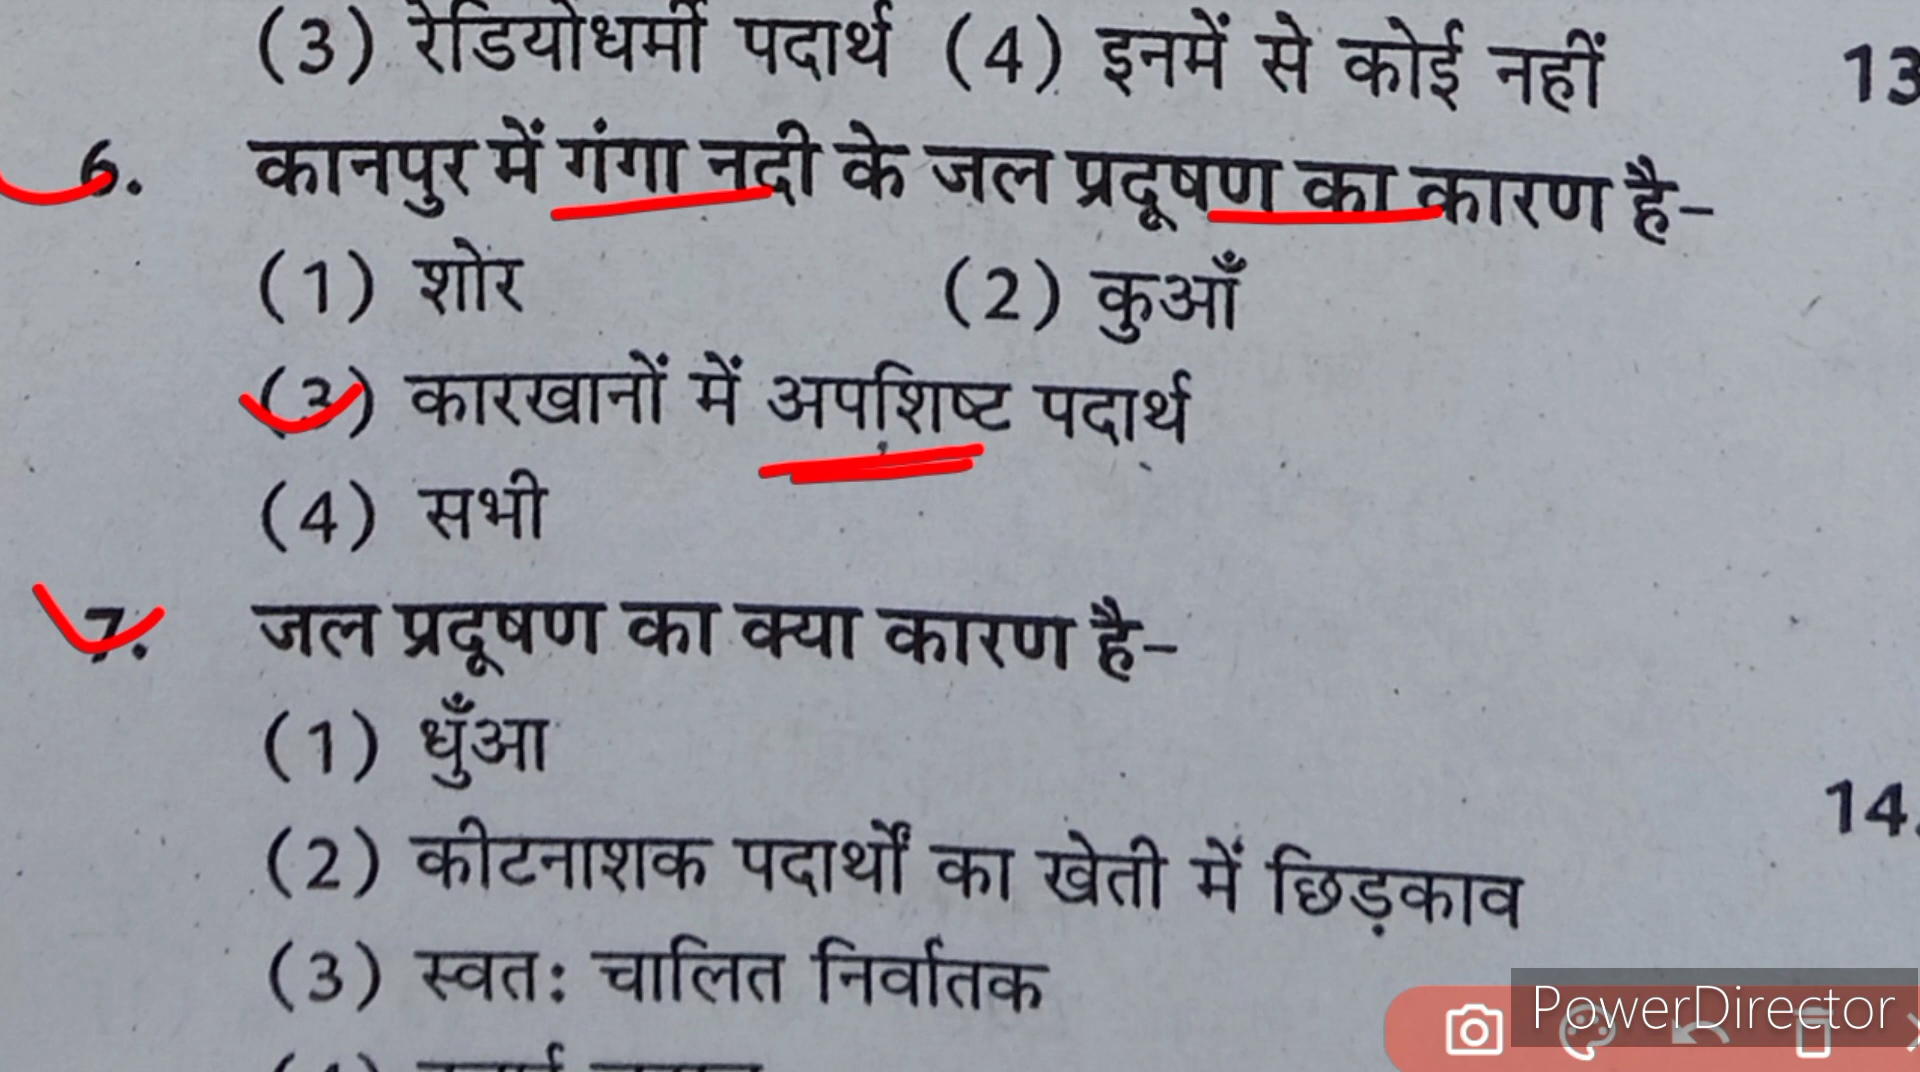 (3) रेडियोधर्मी पदार्थ (4) इनमें से कोई नहीं
13
6. कानपुर में गंगा नदी के जल प्रदूषण का कारण है-
(1) शोर (2) कुआँ
(3) कारखानों में अपशिष्ट पदार्थ
(4) सभी
7. जल प्रदूषण का क्या कारण है-
(1) धुँआ
14.
(2) कीटनाशक पदार्थों का खेती में छिड़काव
(3) स्वतः चालित निर्वातक
PowerDirector